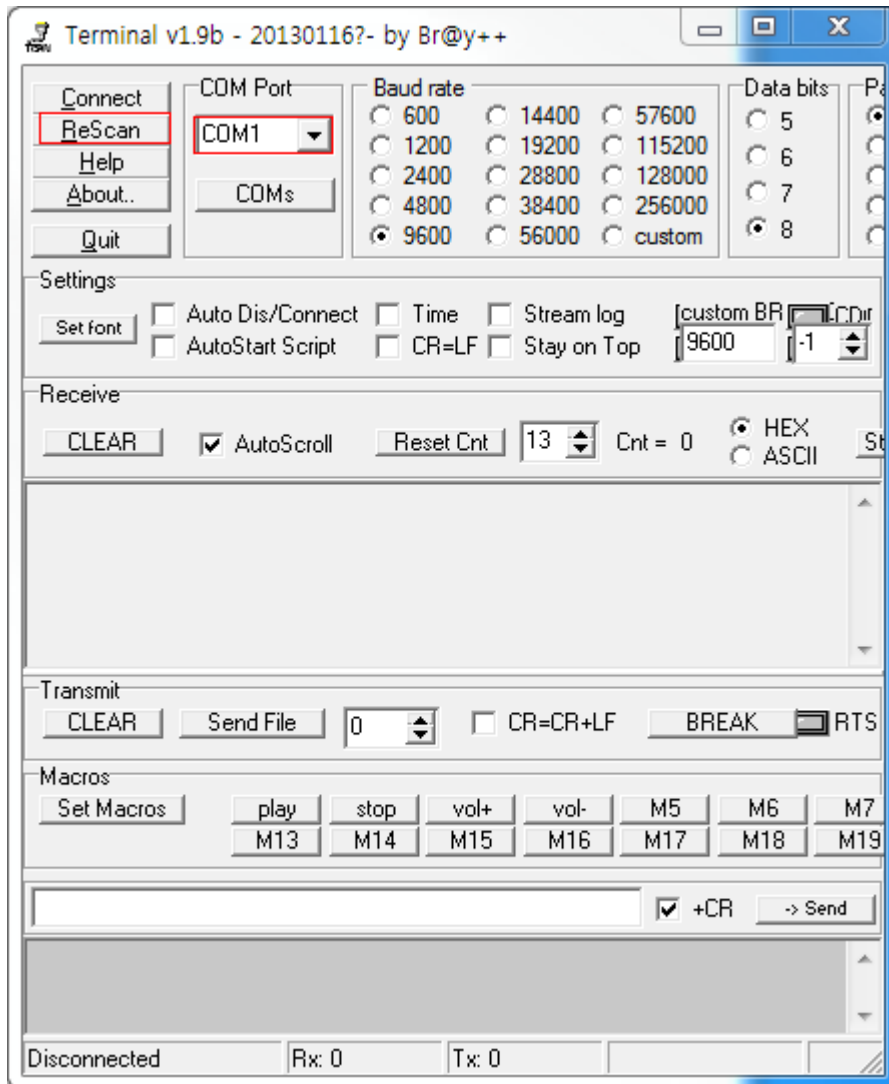 Terminal v1.9b - 20130116?- by Br@y++
Connect
ReScan
Help
About..
Quit
COM Port
COM1
COMs
Baud rate
600 14400 57600
1200 19200 115200
2400 28800 128000
4800 38400 256000
9600 56000 custom
Data bits
5
6
7
8
Pa
Settings
Set font
Auto Dis/Connect Time Stream log custom BR
AutoStart Script CR=LF Stay on Top 9600 -1
Receive
CLEAR AutoScroll Reset Cnt 13 Cnt = 0 HEX
ASCII St
Transmit
CLEAR Send File 0 CR=CR+LF BREAK RTS
Macros
Set Macros play stop vol+ vol- M5 M6 M7
M13 M14 M15 M16 M17 M18 M19
+CR -> Send
Disconnected Rx: 0 Tx: 0